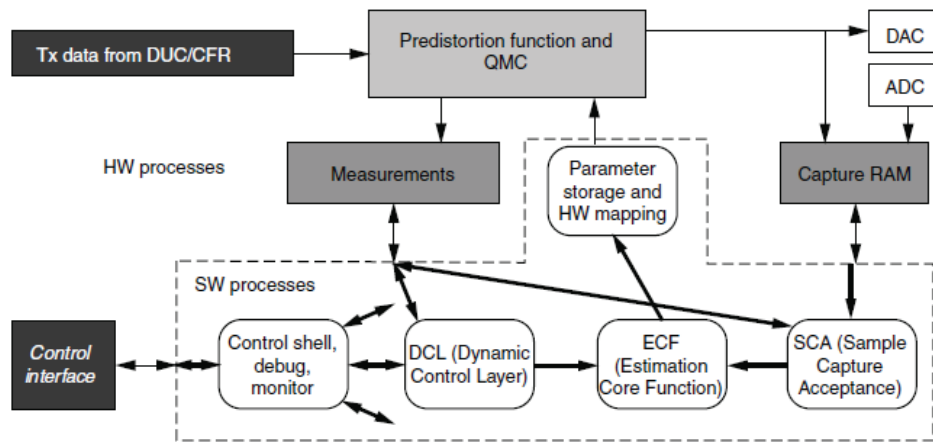 Tx data from DUC/CFR
Predistortion function and
QMC
DAC
ADC
HW processes
Measurements
Parameter
storage and
HW mapping
Capture RAM
SW processes
Control
interface
Control shell,
debug,
monitor
DCL (Dynamic
Control Layer)
ECF
(Estimation
Core Function)
SCA (Sample
Capture
Acceptance)